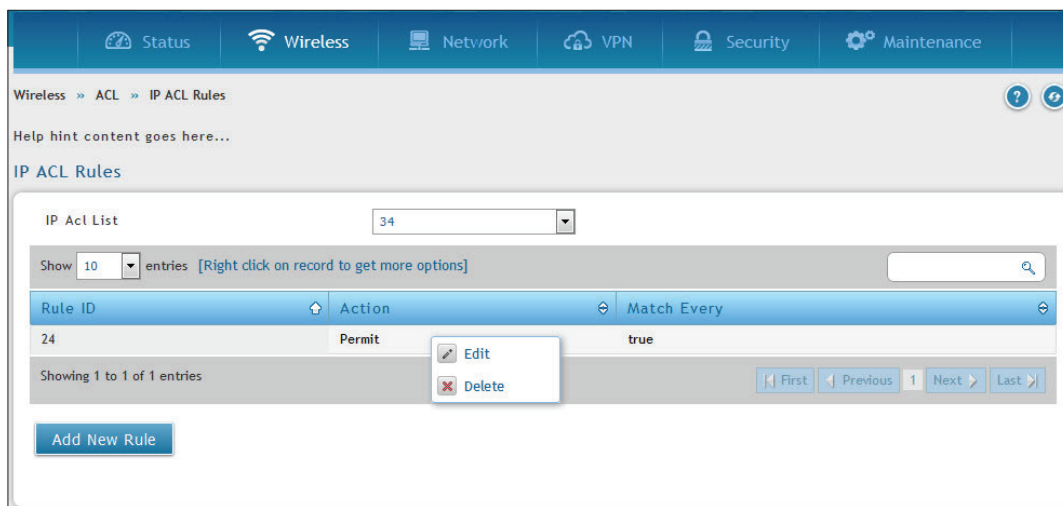 Status Wireless Network VPN Security Maintenance
Wireless » ACL » IP ACL Rules
Help hint content goes here...
IP ACL Rules
IP Acl List 34
Show 10 entries [Right click on record to get more options]
Rule ID Action Match Every
24 Permit true
Edit
Delete
Showing 1 to 1 of 1 entries First Previous 1 Next Last
Add New Rule